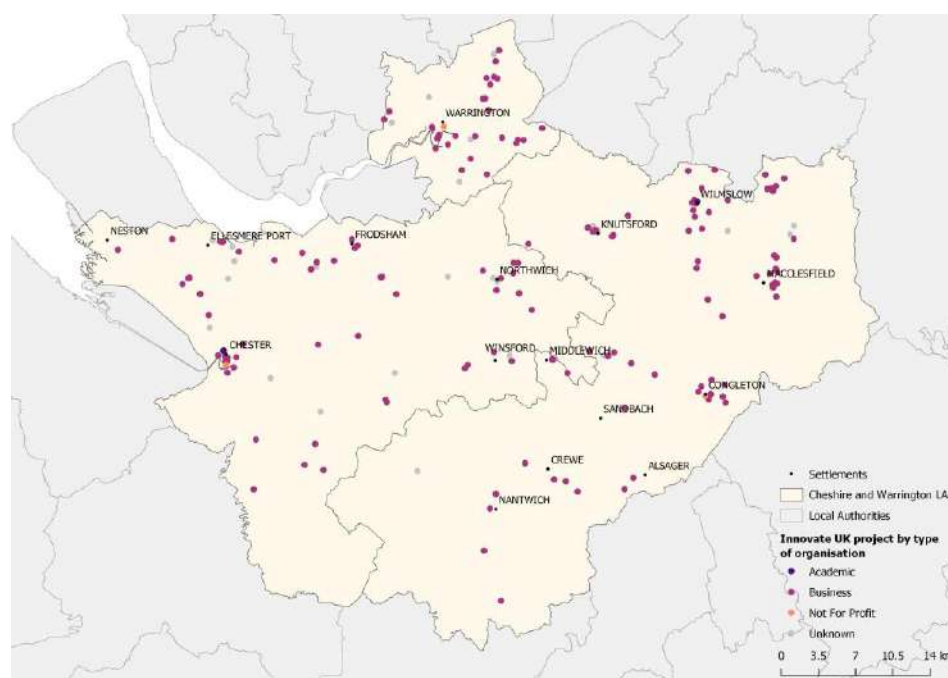 WARRINGTON
WILMSLOW
NESTON
ELLESMERE PORT
FRODSHAM
KNUTSFORD
NORTHWICH
MACCLESFIELD
CHESTER
WINSFORD
MIDDLEWICH
CONGLETON
SANDBACH
CREWE
ALSAGER
NANTWICH
Settlements
Cheshire and Warrington LA
Local Authorities
Innovate UK project by type
of organisation
Academic
Business
Not For Profit
Unknown
0 3.5 7 10.5 14 km